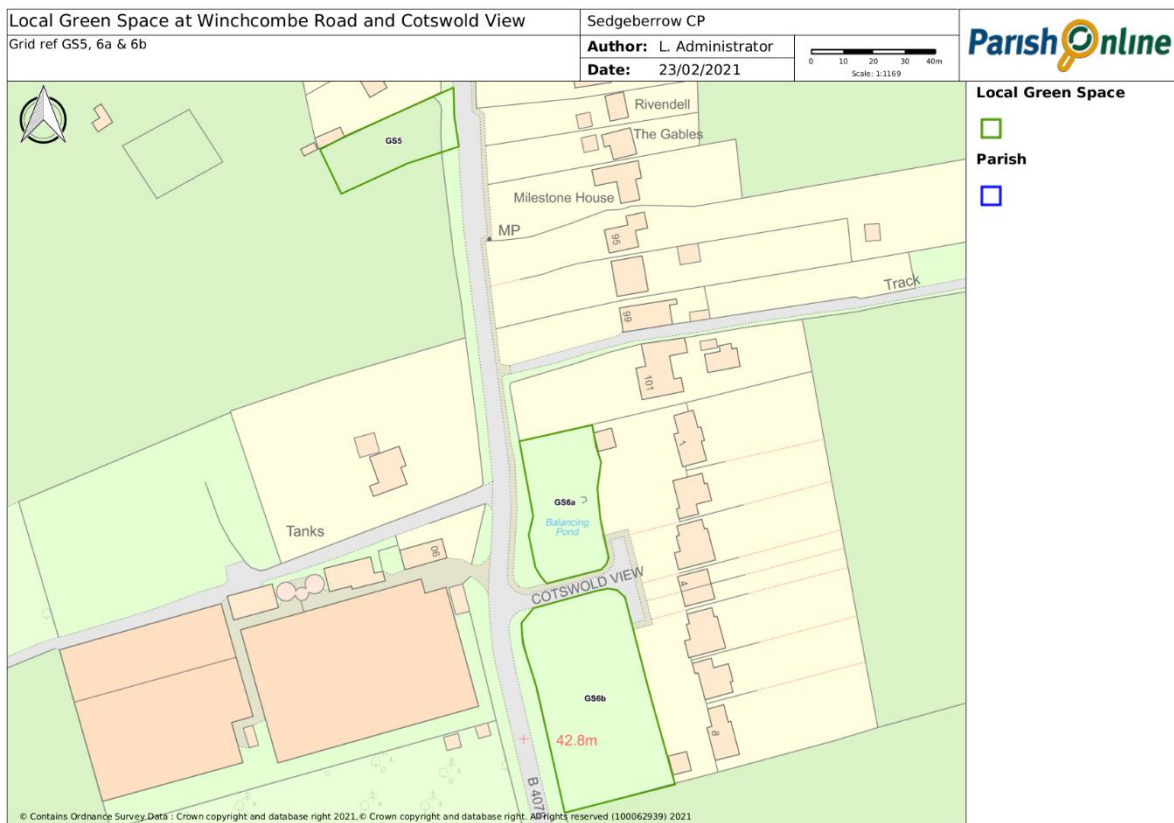 Local Green Space at Winchcombe Road and Cotswold View
Grid ref GS5, 6a & 6b
Sedgeberrow CP
Author: L. Administrator
Date: 23/02/2021
0 10 20 30 40m
Scale: 1:1169
Parish Online
Local Green Space
Parish
GS5
Rivendell
The Gables
Milestone House
MP
95
99
Track
101
1
GS6a
Balancing
Pond
Tanks
90
COTSWOLD VIEW
4
GS6b
42.8m
8
© Contains Ordnance Survey Data : Crown copyright and database right 2021,© Crown copyright and database right. All rights reserved (100062939) 2021